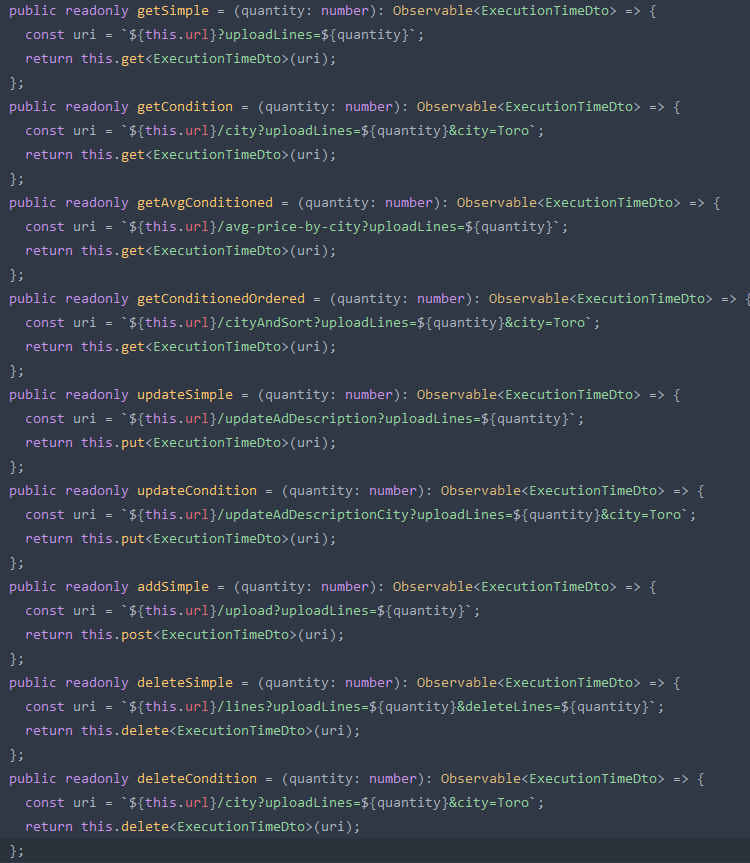 public readonly getSimple = (quantity: number): Observable<ExecutionTimeDto> => {
  const uri = `${this.url}?uploadLines=${quantity}`;
  return this.get<ExecutionTimeDto>(uri);
};
public readonly getCondition = (quantity: number): Observable<ExecutionTimeDto> => {
  const uri = `${this.url}/city?uploadLines=${quantity}&city=Toro`;
  return this.get<ExecutionTimeDto>(uri);
};
public readonly getAvgConditioned = (quantity: number): Observable<ExecutionTimeDto> => {
  const uri = `${this.url}/avg-price-by-city?uploadLines=${quantity}`;
  return this.get<ExecutionTimeDto>(uri);
};
public readonly getConditionedOrdered = (quantity: number): Observable<ExecutionTimeDto> => {
  const uri = `${this.url}/cityAndSort?uploadLines=${quantity}&city=Toro`;
  return this.get<ExecutionTimeDto>(uri);
};
public readonly updateSimple = (quantity: number): Observable<ExecutionTimeDto> => {
  const uri = `${this.url}/updateAdDescription?uploadLines=${quantity}`;
  return this.put<ExecutionTimeDto>(uri);
};
public readonly updateCondition = (quantity: number): Observable<ExecutionTimeDto> => {
  const uri = `${this.url}/updateAdDescriptionCity?uploadLines=${quantity}&city=Toro`;
  return this.put<ExecutionTimeDto>(uri);
};
public readonly addSimple = (quantity: number): Observable<ExecutionTimeDto> => {
  const uri = `${this.url}/upload?uploadLines=${quantity}`;
  return this.post<ExecutionTimeDto>(uri);
};
public readonly deleteSimple = (quantity: number): Observable<ExecutionTimeDto> => {
  const uri = `${this.url}/lines?uploadLines=${quantity}&deleteLines=${quantity}`;
  return this.delete<ExecutionTimeDto>(uri);
};
public readonly deleteCondition = (quantity: number): Observable<ExecutionTimeDto> => {
  const uri = `${this.url}/city?uploadLines=${quantity}&city=Toro`;
  return this.delete<ExecutionTimeDto>(uri);
};